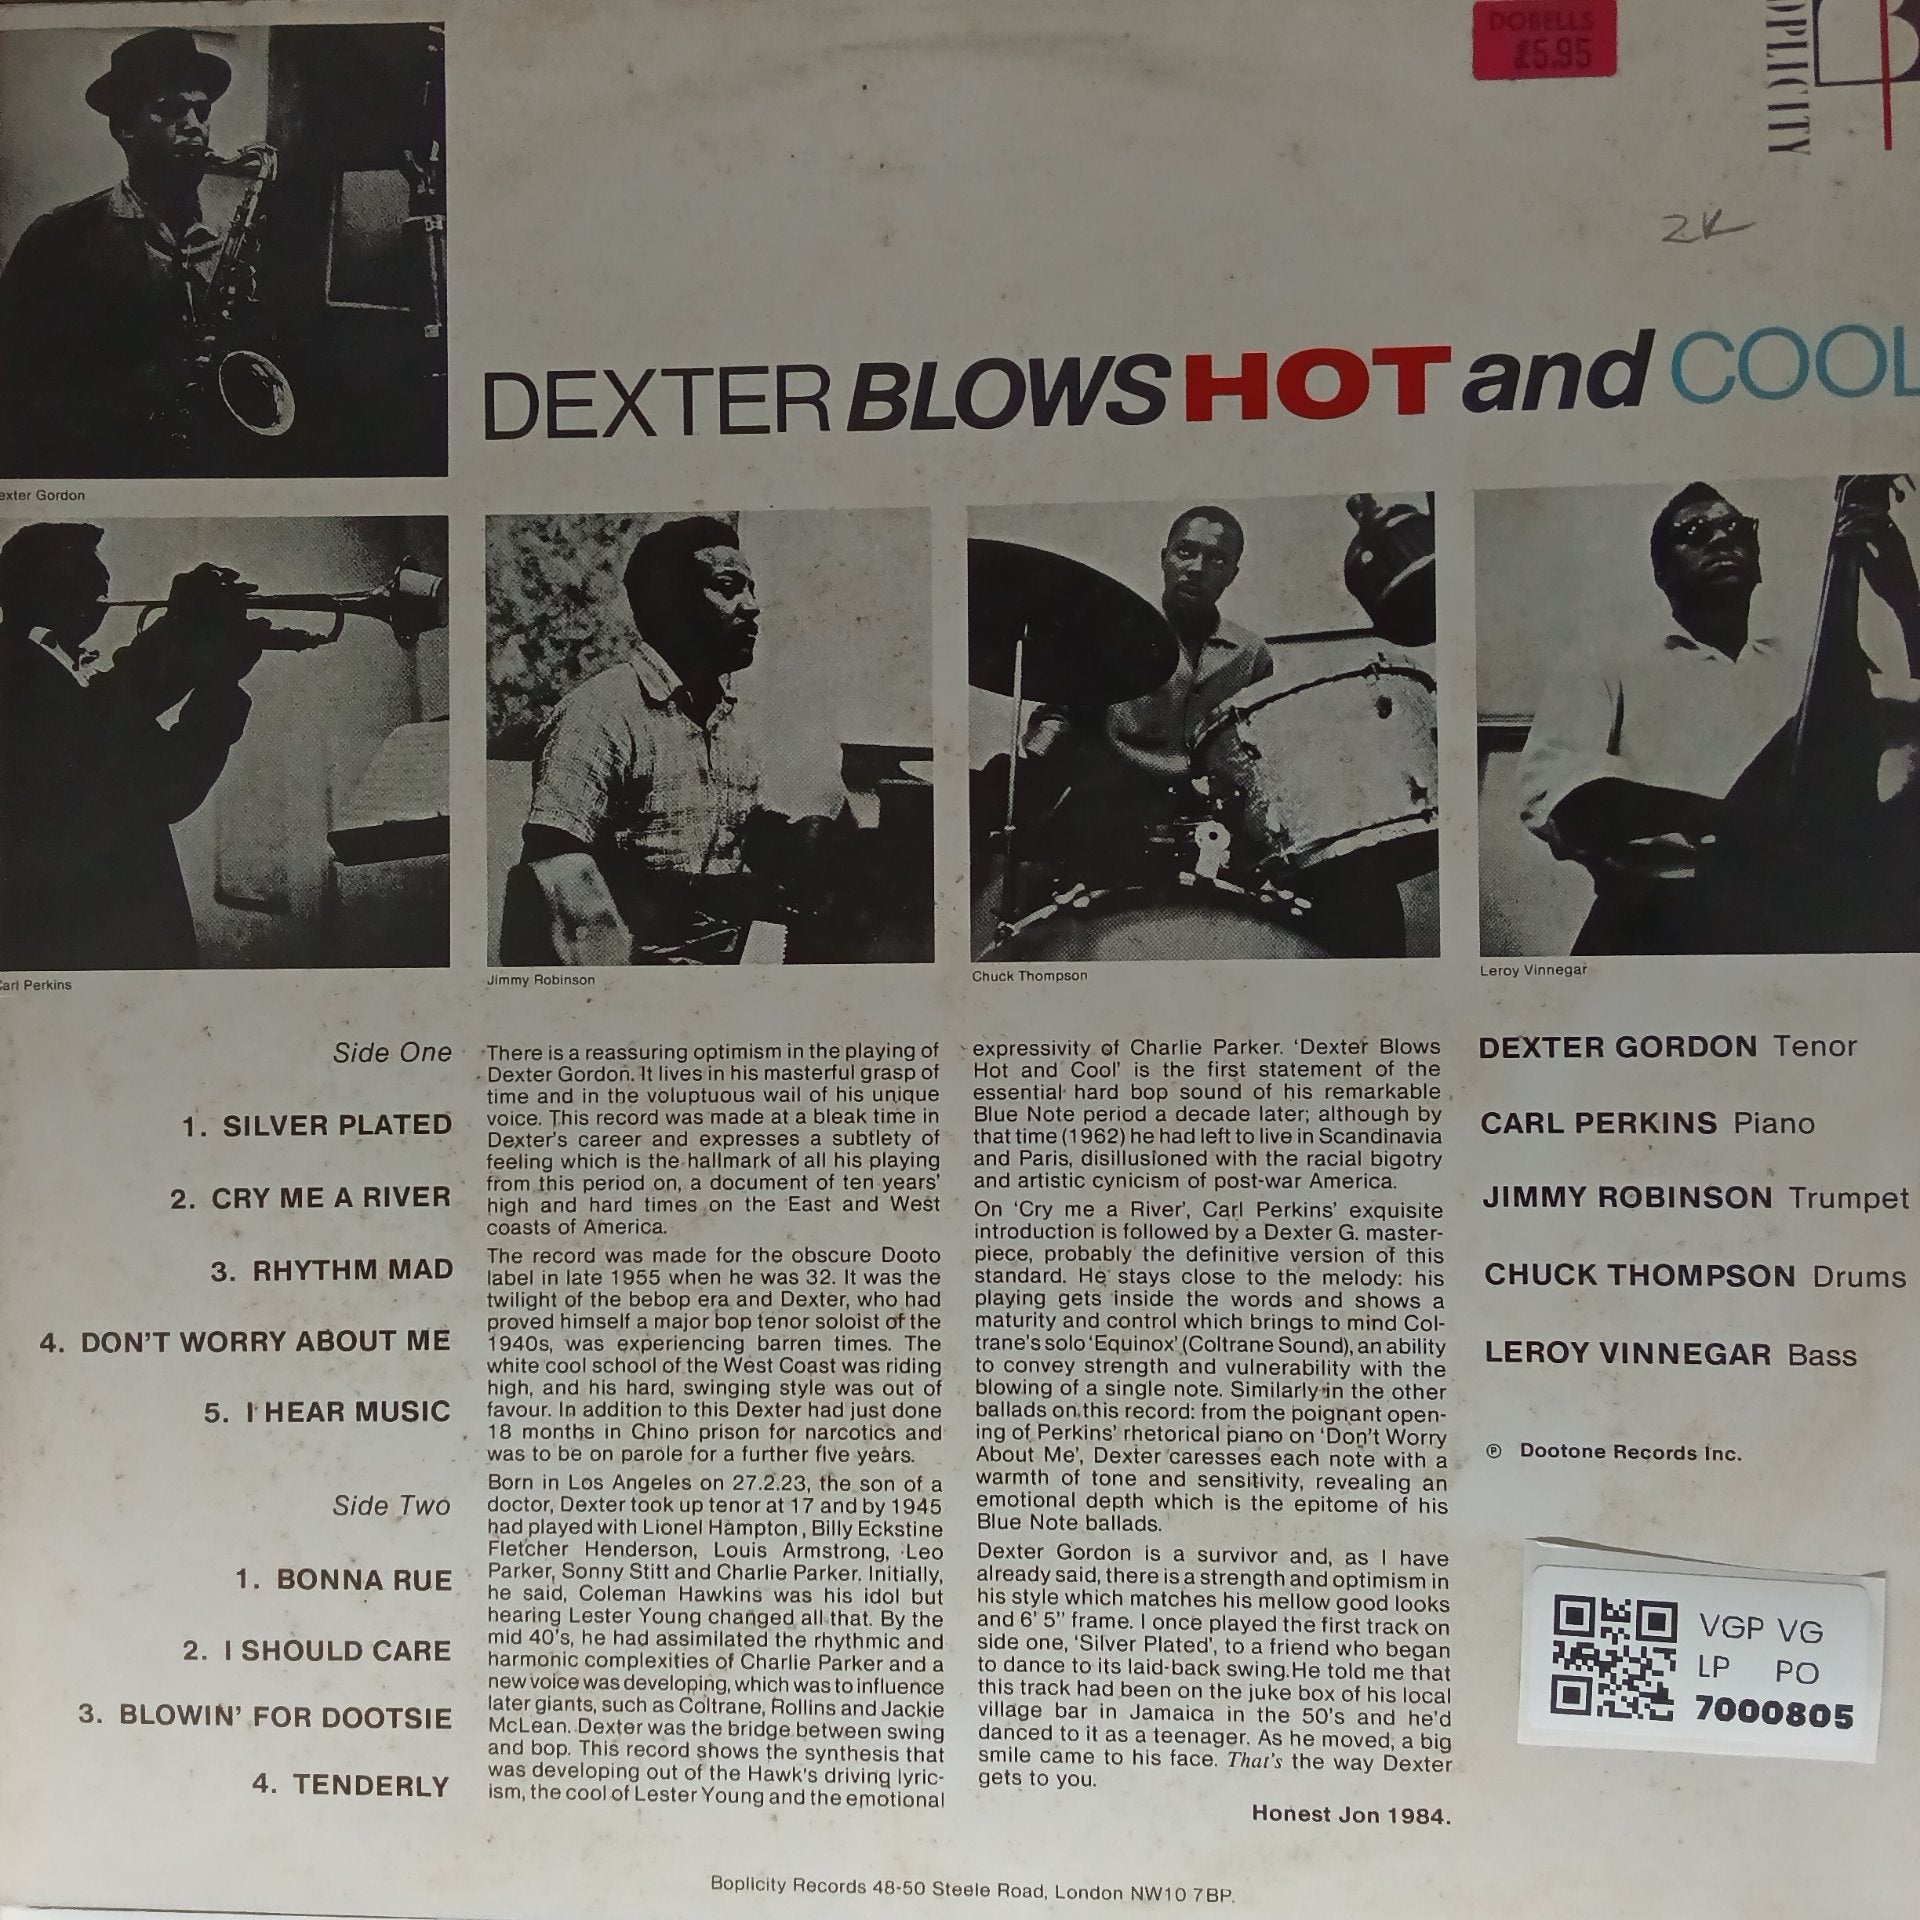 DOBELLS
£5.95
OPLICITY
B
2K
DEXTER BLOWS HOT and COOL
exter Gordon
Carl Perkins
Jimmy Robinson
Chuck Thompson
Leroy Vinnegar
Side One
1. SILVER PLATED
2. CRY ME A RIVER
3. RHYTHM MAD
4. DON'T WORRY ABOUT ME
5. I HEAR MUSIC
Side Two
1. BONNA RUE
2. I SHOULD CARE
3. BLOWIN' FOR DOOTSIE
4. TENDERLY
There is a reassuring optimism in the playing of
Dexter Gordon. It lives in his masterful grasp of
time and in the voluptuous wail of his unique
voice. This record was made at a bleak time in
Dexter's career and expresses a subtlety of
feeling which is the hallmark of all his playing
from this period on, a document of ten years'
high and hard times on the East and West
coasts of America.
The record was made for the obscure Dooto
label in late 1955 when he was 32. It was the
twilight of the bebop era and Dexter, who had
proved himself a major bop tenor soloist of the
1940s, was experiencing barren times. The
white cool school of the West Coast was riding
high, and his hard, swinging style was out of
favour. In addition to this Dexter had just done
18 months in Chino prison for narcotics and
was to be on parole for a further five years.
Born in Los Angeles on 27.2.23, the son of a
doctor, Dexter took up tenor at 17 and by 1945
had played with Lionel Hampton, Billy Eckstine
Fletcher Henderson, Louis Armstrong, Leo
Parker, Sonny Stitt and Charlie Parker. Initially,
he said, Coleman Hawkins was his idol but
hearing Lester Young changed all that. By the
mid 40's, he had assimilated the rhythmic and
harmonic complexities of Charlie Parker and a
new voice was developing, which was to influence
later giants, such as Coltrane, Rollins and Jackie
McLean. Dexter was the bridge between swing
and bop. This record shows the synthesis that
was developing out of the Hawk's driving lyric-
ism, the cool of Lester Young and the emotional
expressivity of Charlie Parker. 'Dexter Blows
Hot and Cool' is the first statement of the
essential hard bop sound of his remarkable
Blue Note period a decade later; although by
that time (1962) he had left to live in Scandinavia
and Paris, disillusioned with the racial bigotry
and artistic cynicism of post-war America.
On 'Cry me a River', Carl Perkins' exquisite
introduction is followed by a Dexter G. master-
piece, probably the definitive version of this
standard. He stays close to the melody: his
playing gets inside the words and shows a
maturity and control which brings to mind Col-
trane's solo 'Equinox' (Coltrane Sound), an ability
to convey strength and vulnerability with the
blowing of a single note. Similarly in the other
ballads on this record: from the poignant open-
ing of Perkins' rhetorical piano on 'Don't Worry
About Me', Dexter caresses each note with a
warmth of tone and sensitivity, revealing an
emotional depth which is the epitome of his
Blue Note ballads.
Dexter Gordon is a survivor and, as I have
already said, there is a strength and optimism in
his style which matches his mellow good looks
and 6' 5" frame. I once played the first track on
side one, 'Silver Plated', to a friend who began
to dance to its laid-back swing.He told me that
this track had been on the juke box of his local
village bar in Jamaica in the 50's and he'd
danced to it as a teenager. As he moved, a big
smile came to his face. That's the way Dexter
gets to you.
Honest Jon 1984.
DEXTER GORDON Tenor
CARL PERKINS Piano
JIMMY ROBINSON Trumpet
CHUCK THOMPSON Drums
LEROY VINNEGAR Bass
℗ Dootone Records Inc.
VGP VG
LP PO
7000805
Boplicity Records 48-50 Steele Road, London NW10 7BP.